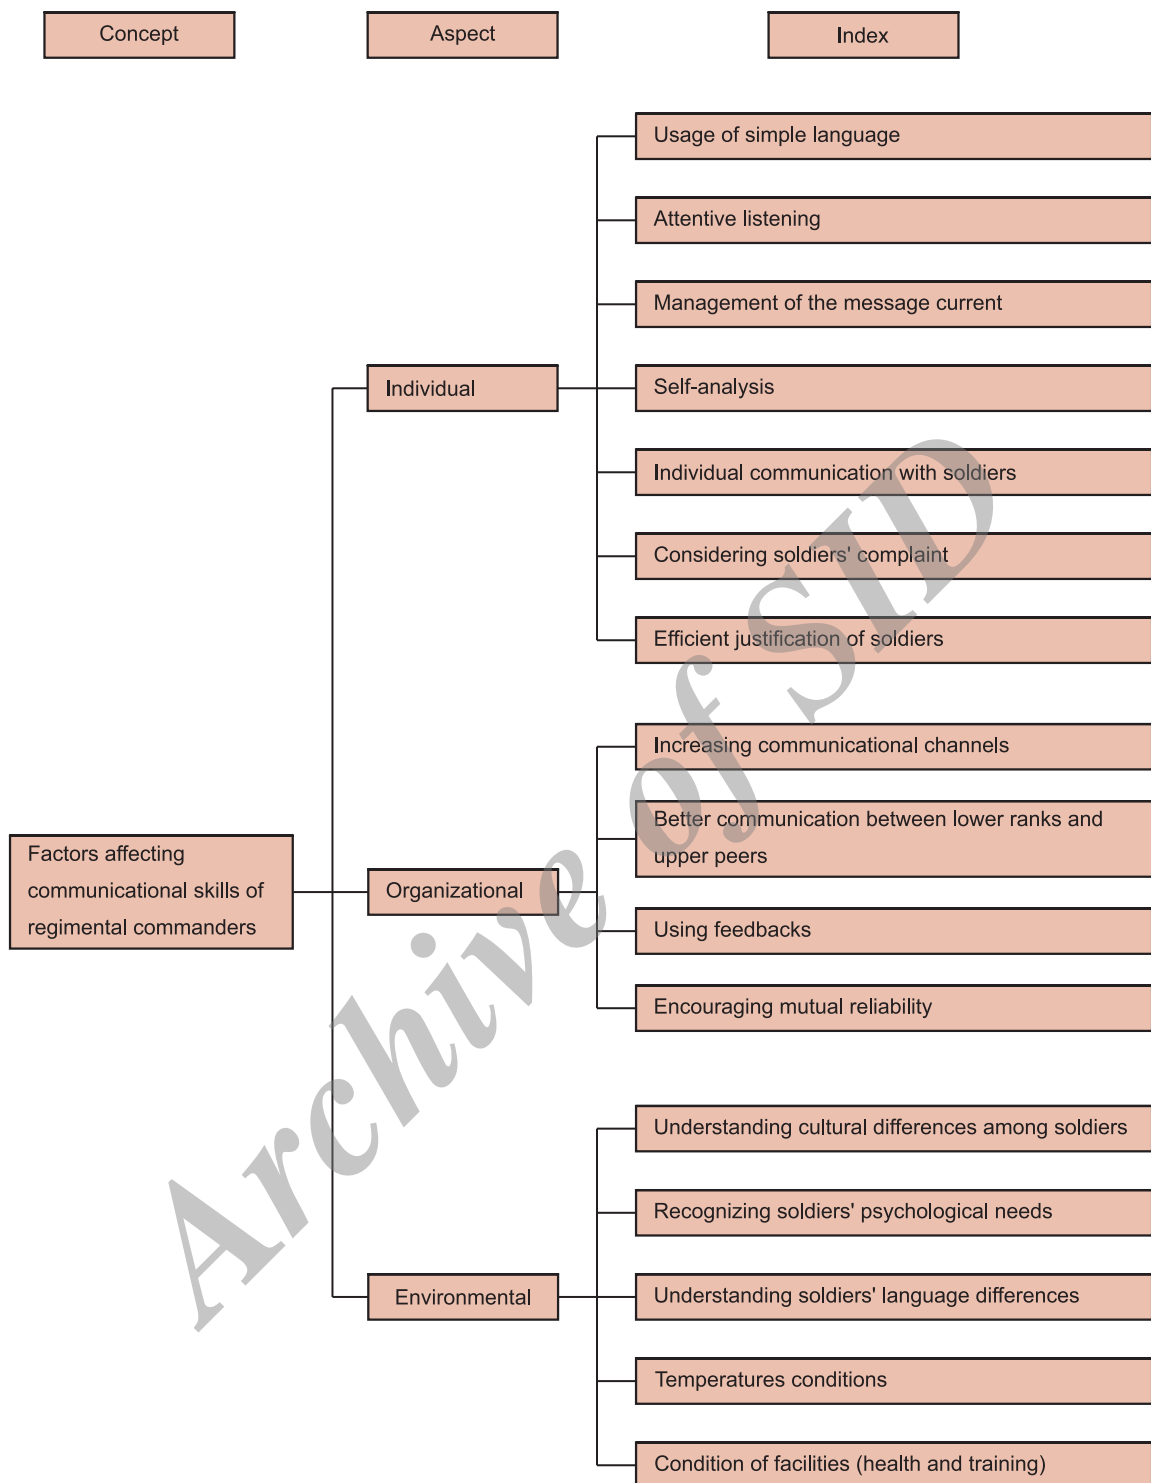 Concept
Aspect
Index
Usage of simple language
Attentive listening
Management of the message current
Individual
Self-analysis
Individual communication with soldiers
Considering soldiers' complaint
Efficient justification of soldiers
Increasing communicational channels
Better communication between lower ranks and
upper peers
Factors affecting
communicational skills of
regimental commanders
Organizational
Using feedbacks
Encouraging mutual reliability
Understanding cultural differences among soldiers
Recognizing soldiers' psychological needs
Environmental
Understanding soldiers' language differences
Temperatures conditions
Condition of facilities (health and training)
Archive of SID